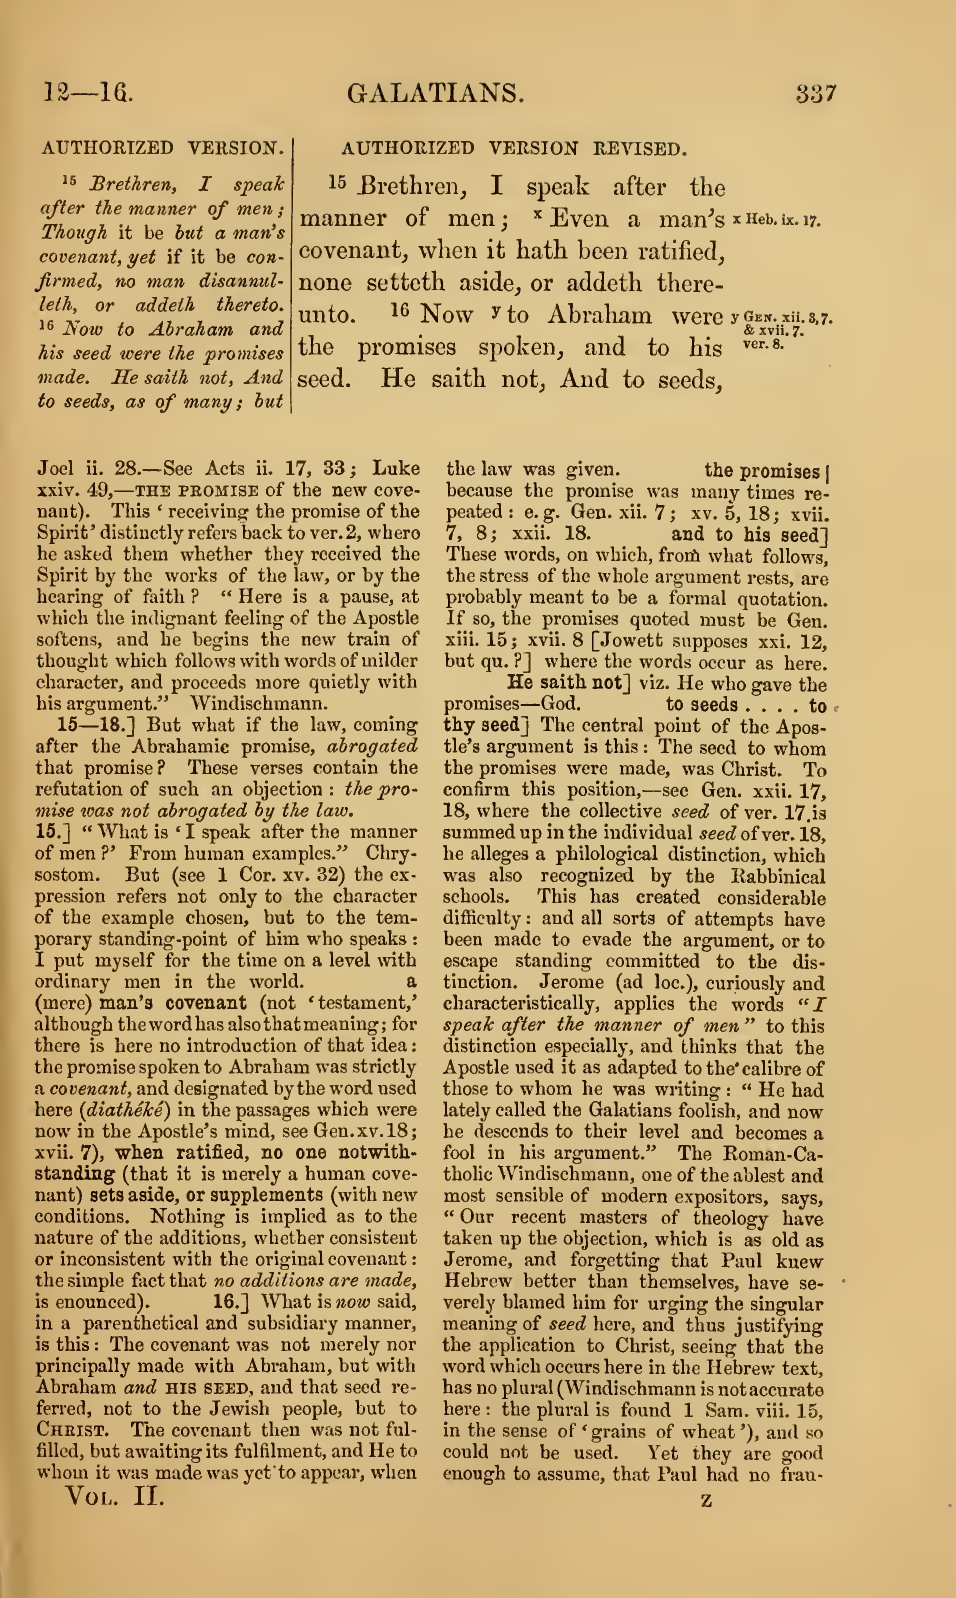 12—16. GALATIANS. 337
AUTHORIZED VERSION.
15 Brethren, I speak
after the manner of men;
Though it be but a man's
covenant, yet if it be con-
firmed, no man disannul-
leth, or addeth thereto.
16 Now to Abraham and
his seed were the promises
made. He saith not, And
to seeds, as of many; but
AUTHORIZED VERSION REVISED.
15 Brethren, I speak after the
manner of men; x Even a man's
covenant, when it hath been ratified,
none setteth aside, or addeth there-
unto. 16 Now y to Abraham were
the promises spoken, and to his
seed. He saith not, And to seeds,
x Heb. ix. 17.
y GEN. xii. 3, 7.
& xvii. 7.
ver. 8.
Joel ii. 28.—See Acts ii. 17, 33; Luke
xxiv. 49,—THE PROMISE of the new cove-
nant). This ‘receiving the promise of the
Spirit’ distinctly refers back to ver. 2, where
he asked them whether they received the
Spirit by the works of the law, or by the
hearing of faith? “Here is a pause, at
which the indignant feeling of the Apostle
softens, and he begins the new train of
thought which follows with words of milder
character, and proceeds more quietly with
his argument.” Windischmann.
15—18.] But what if the law, coming
after the Abrahamic promise, abrogated
that promise? These verses contain the
refutation of such an objection: the pro-
mise was not abrogated by the law.
15.] “What is ‘I speak after the manner
of men?’ From human examples.” Chry-
sostom. But (see 1 Cor. xv. 32) the ex-
pression refers not only to the character
of the example chosen, but to the tem-
porary standing-point of him who speaks:
I put myself for the time on a level with
ordinary men in the world. a
(mere) man's covenant (not ‘testament,’
although the word has also that meaning; for
there is here no introduction of that idea:
the promise spoken to Abraham was strictly
a covenant, and designated by the word used
here (diathéké) in the passages which were
now in the Apostle's mind, see Gen. xv. 18;
xvii. 7), when ratified, no one notwith-
standing (that it is merely a human cove-
nant) sets aside, or supplements (with new
conditions. Nothing is implied as to the
nature of the additions, whether consistent
or inconsistent with the original covenant:
the simple fact that no additions are made,
is enounced). 16.] What is now said,
in a parenthetical and subsidiary manner,
is this: The covenant was not merely nor
principally made with Abraham, but with
Abraham and HIS SEED, and that seed re-
ferred, not to the Jewish people, but to
CHRIST. The covenant then was not ful-
filled, but awaiting its fulfilment, and He to
whom it was made was yet to appear, when
the law was given. the promises]
because the promise was many times re-
peated: e. g. Gen. xii. 7; xv. 5, 18; xvii.
7, 8; xxii. 18. and to his seed]
These words, on which, from what follows,
the stress of the whole argument rests, are
probably meant to be a formal quotation.
If so, the promises quoted must be Gen.
xiii. 15; xvii. 8 [Jowett supposes xxi. 12,
but qu. ?] where the words occur as here.
He saith not] viz. He who gave the
promises—God. to seeds . . . . to
thy seed] The central point of the Apos-
tle's argument is this: The seed to whom
the promises were made, was Christ. To
confirm this position,—see Gen. xxii. 17,
18, where the collective seed of ver. 17 is
summed up in the individual seed of ver. 18,
he alleges a philological distinction, which
was also recognized by the Rabbinical
schools. This has created considerable
difficulty: and all sorts of attempts have
been made to evade the argument, or to
escape standing committed to the dis-
tinction. Jerome (ad loc.), curiously and
characteristically, applies the words “I
speak after the manner of men” to this
distinction especially, and thinks that the
Apostle used it as adapted to the calibre of
those to whom he was writing: “He had
lately called the Galatians foolish, and now
he descends to their level and becomes a
fool in his argument.” The Roman-Ca-
tholic Windischmann, one of the ablest and
most sensible of modern expositors, says,
“Our recent masters of theology have
taken up the objection, which is as old as
Jerome, and forgetting that Paul knew
Hebrew better than themselves, have se-
verely blamed him for urging the singular
meaning of seed here, and thus justifying
the application to Christ, seeing that the
word which occurs here in the Hebrew text,
has no plural (Windischmann is not accurate
here: the plural is found 1 Sam. viii. 15,
in the sense of ‘grains of wheat’), and so
could not be used. Yet they are good
enough to assume, that Paul had no frau-
VOL. II. Z